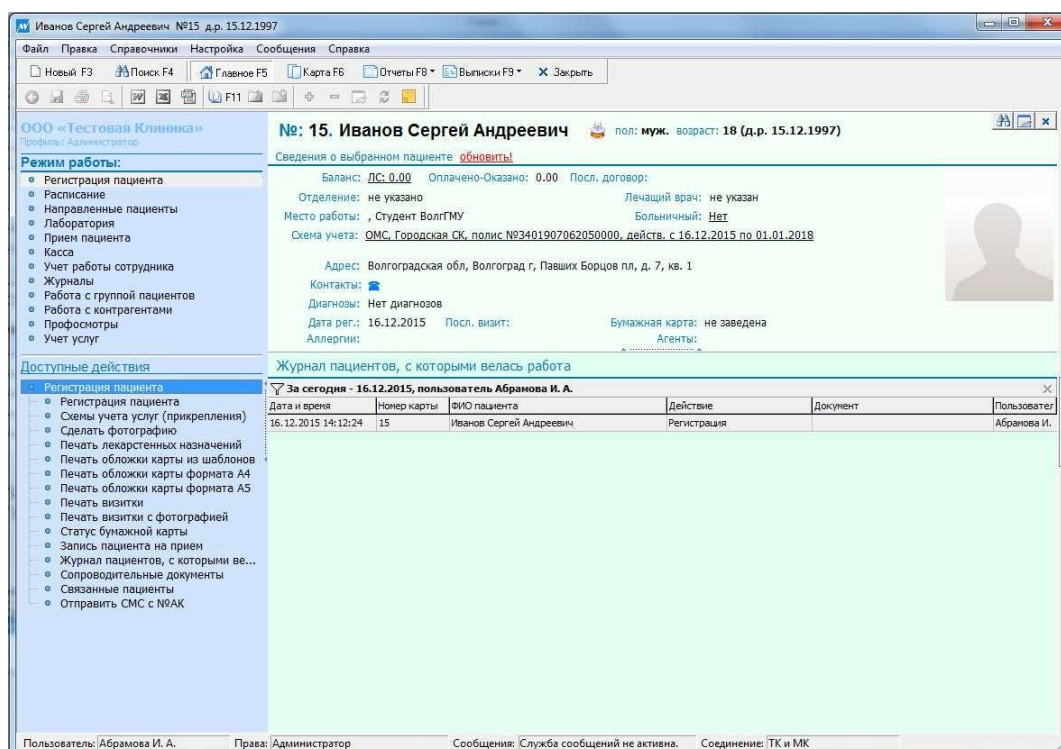 Иванов Сергей Андреевич №15 д.р. 15.12.1997
Файл Правка Справочники Настройка Сообщения Справка
Новый F3 Поиск F4 Главное F5 Карта F6 Отчеты F8 Выписки F9 Закрыть
F11
ООО «Тестовая Клиника»
Профиль: Администратор
Режим работы:
Регистрация пациента
Расписание
Направленные пациенты
Лаборатория
Прием пациента
Касса
Учет работы сотрудника
Журналы
Работа с группой пациентов
Работа с контрагентами
Профосмотры
Учет услуг
Доступные действия
Регистрация пациента
Регистрация пациента
Схемы учета услуг (прикрепления)
Сделать фотографию
Печать лекарстенных назначений
Печать обложки карты из шаблонов
Печать обложки карты формата А4
Печать обложки карты формата А5
Печать визитки
Печать визитки с фотографией
Статус бумажной карты
Запись пациента на прием
Журнал пациентов, с которыми ве...
Сопроводительные документы
Связанные пациенты
Отправить СМС с №АК
№: 15. Иванов Сергей Андреевич пол: муж. возраст: 18 (д.р. 15.12.1997)
Сведения о выбранном пациенте обновить!
Баланс: ЛС: 0.00 Оплачено-Оказано: 0.00 Посл. договор:
Отделение: не указано Лечащий врач: не указан
Место работы: , Студент ВолгГМУ Больничный: Нет
Схема учета: ОМС, Городская СК, полис №3401907062050000, действ. с 16.12.2015 по 01.01.2018
Адрес: Волгоградская обл, Волгоград г, Павших Борцов пл, д. 7, кв. 1
Контакты:
Диагнозы: Нет диагнозов
Дата рег.: 16.12.2015 Посл. визит: Бумажная карта: не заведена
Аллергии: Агенты:
Журнал пациентов, с которыми велась работа
За сегодня - 16.12.2015, пользователь Абрамова И. А.
Дата и время Номер карты ФИО пациента Действие Документ Пользовател
16.12.2015 14:12:24 15 Иванов Сергей Андреевич Регистрация Абрамова И.
Пользователь: Абрамова И. А. Права: Администратор Сообщения: Служба сообщений не активна. Соединение: ТК и МК